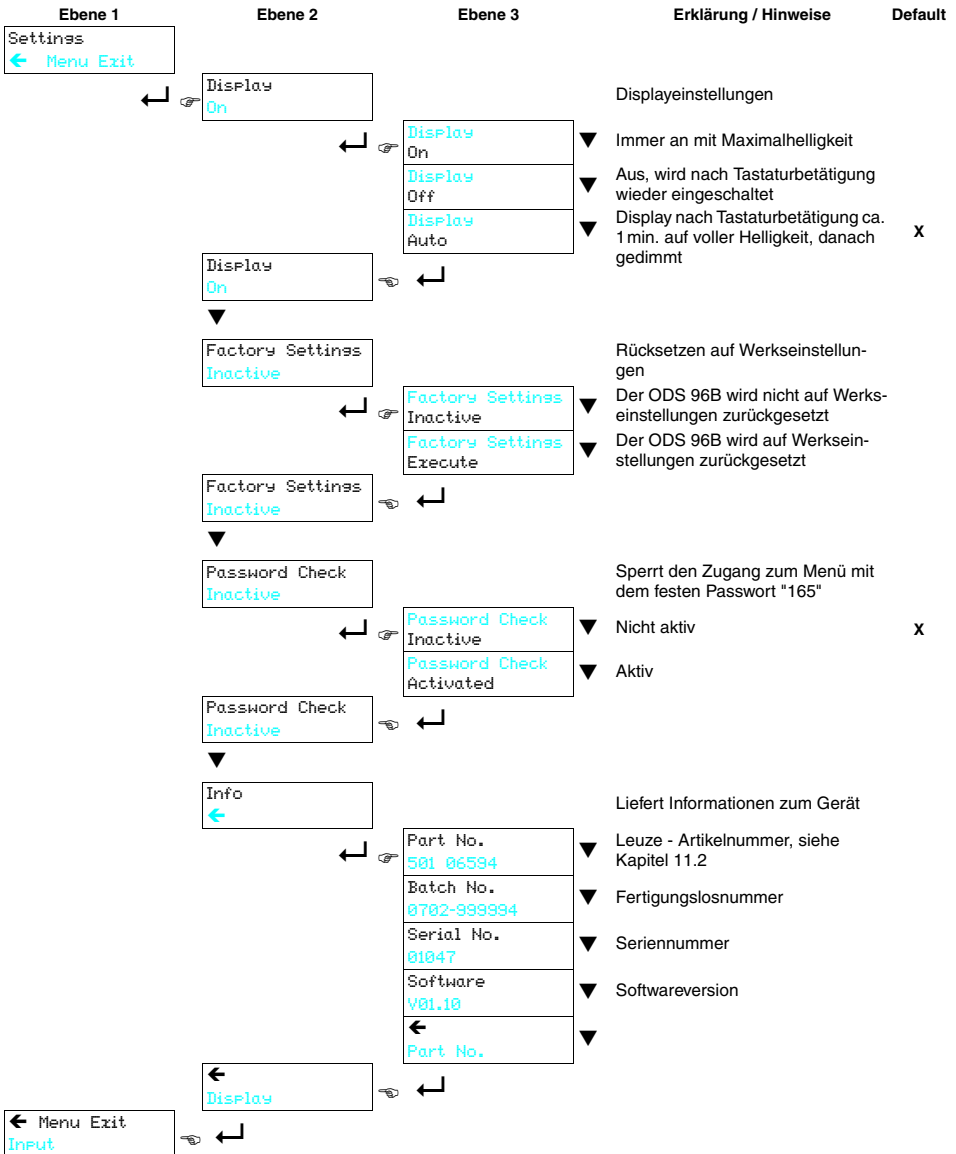 Ebene 1 Ebene 2 Ebene 3 Erklärung / Hinweise Default
Settings
← Menu Exit
Display
On
Displayeinstellungen
Display
On
Immer an mit Maximalhelligkeit
Display
Off
Aus, wird nach Tastaturbetätigung
wieder eingeschaltet
Display
Auto
Display nach Tastaturbetätigung ca.
1 min. auf voller Helligkeit, danach
gedimmt
X
Display
On
Factory Settings
Inactive
Rücksetzen auf Werkseinstellun-
gen
Factory Settings
Inactive
Der ODS 96B wird nicht auf Werks-
einstellungen zurückgesetzt
Factory Settings
Execute
Der ODS 96B wird auf Werksein-
stellungen zurückgesetzt
Factory Settings
Inactive
Password Check
Inactive
Sperrt den Zugang zum Menü mit
dem festen Passwort "165"
Password Check
Inactive
Nicht aktiv
X
Password Check
Activated
Aktiv
Password Check
Inactive
Info
←
Liefert Informationen zum Gerät
Part No.
501 06594
Leuze - Artikelnummer, siehe
Kapitel 11.2
Batch No.
0702-999994
Fertigungslosnummer
Serial No.
01047
Seriennummer
Software
V01.10
Softwareversion
←
Part No.
←
Display
← Menu Exit
Input